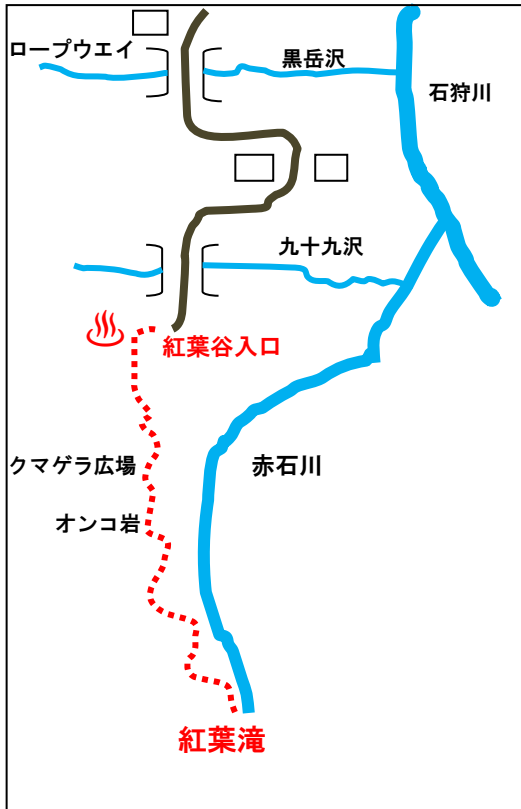 ロープウエイ
黒岳沢
石狩川
九十九沢
♨
紅葉谷入口
クマゲラ広場
赤石川
オンコ岩
紅葉滝